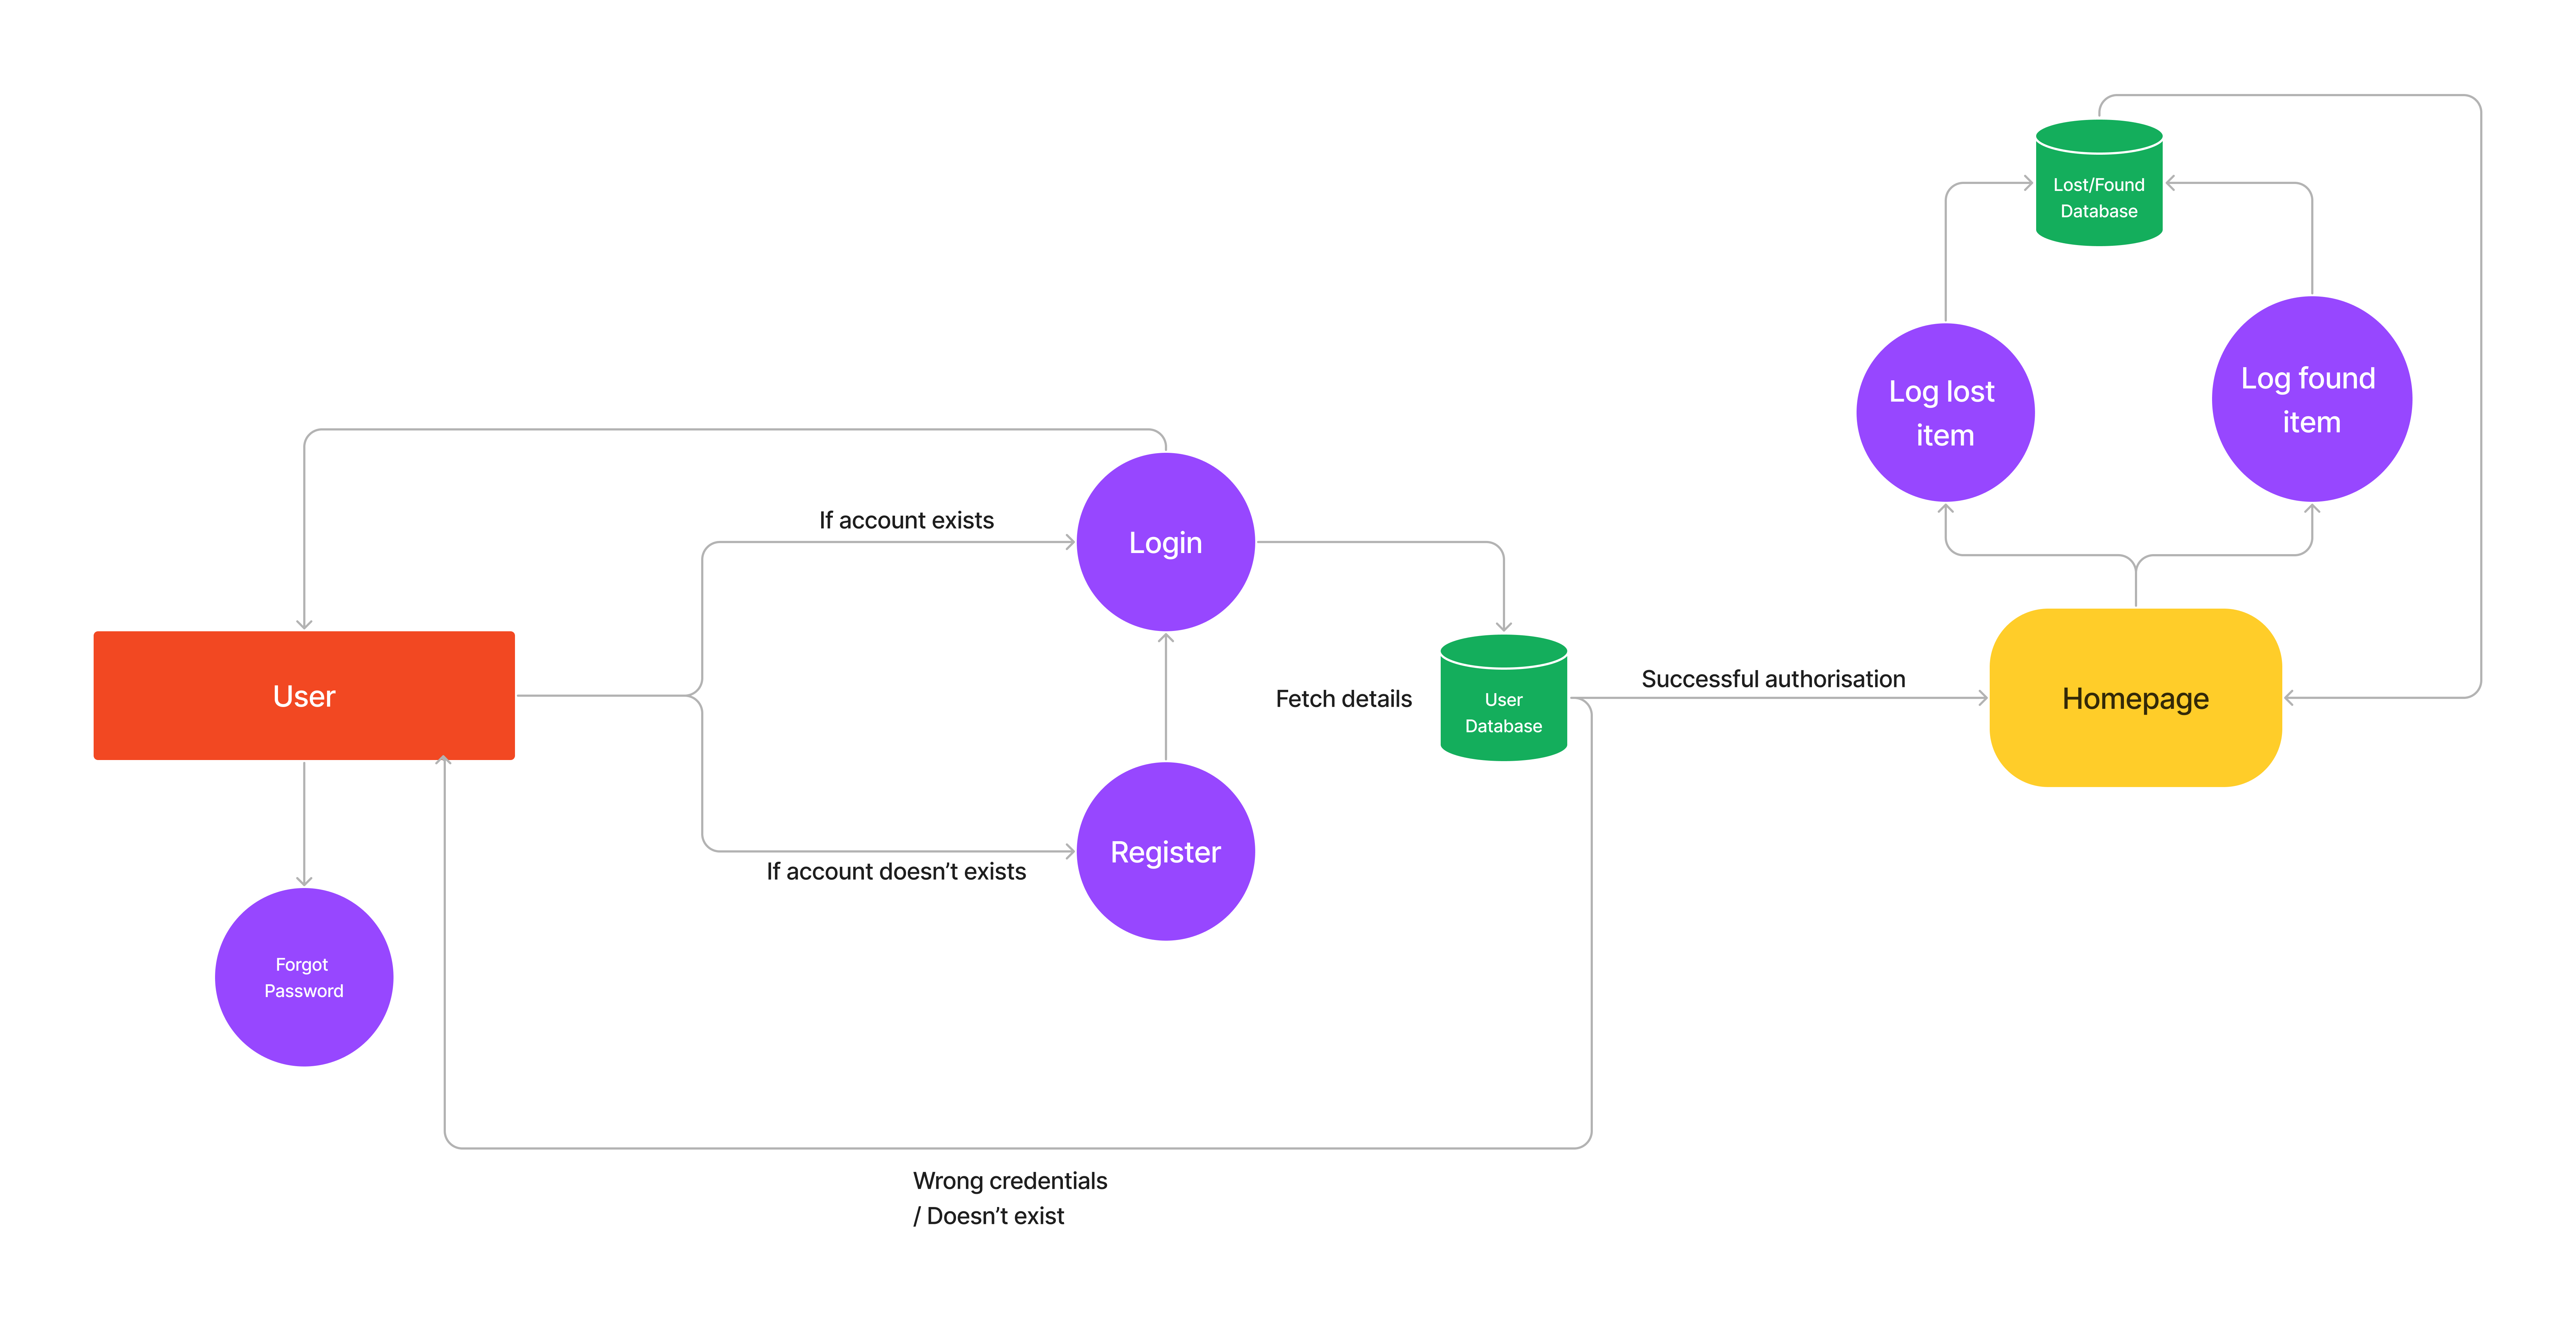 Lost/Found
Database
Log lost
item
Log found
item
If account exists
Login
User
Fetch details
User
Database
Successful authorisation
Homepage
Register
If account doesn’t exists
Forgot
Password
Wrong credentials
/ Doesn’t exist